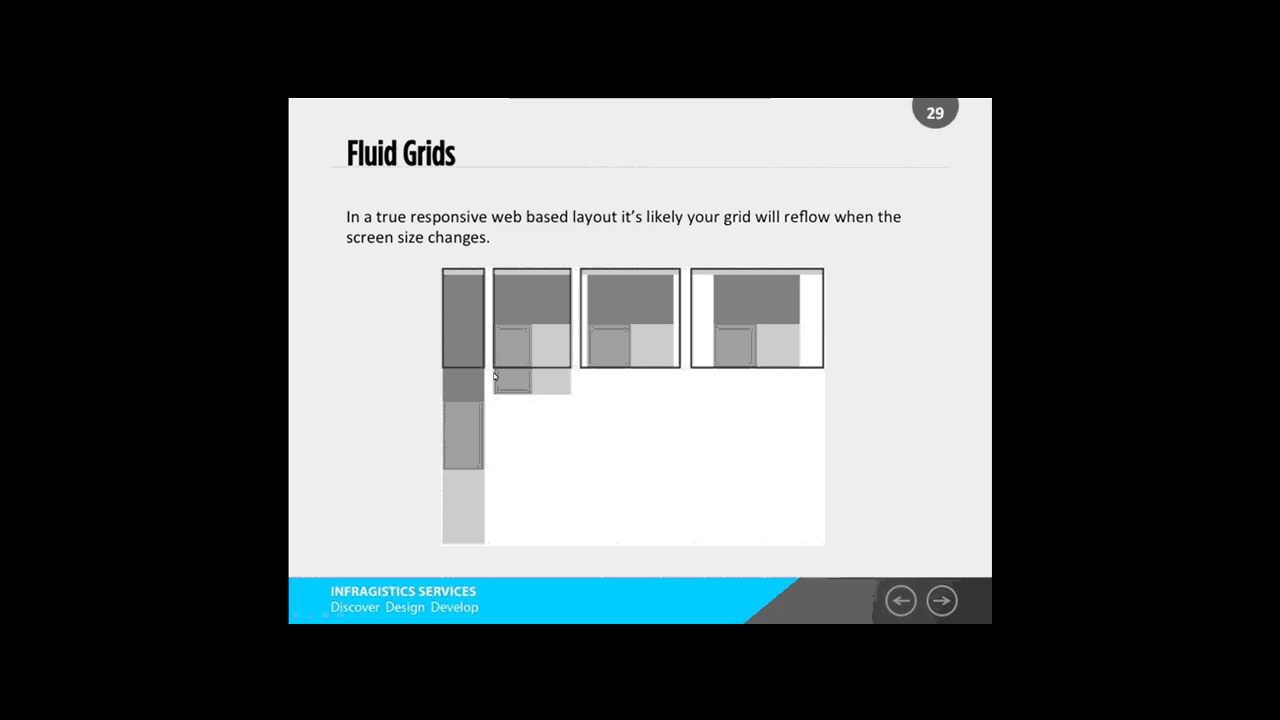 29
Fluid Grids
In a true responsive web based layout it’s likely your grid will reflow when the
screen size changes.
INFRAGISTICS SERVICES
Discover Design Develop